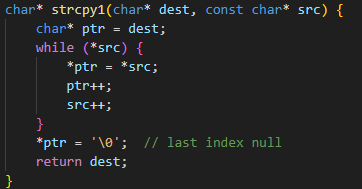 char* strcpy1(char* dest, const char* src) {
    char* ptr = dest;
    while (*src) {
        *ptr = *src;
        ptr++;
        src++;
    }
    *ptr = '\0';  // last index null
    return dest;
}